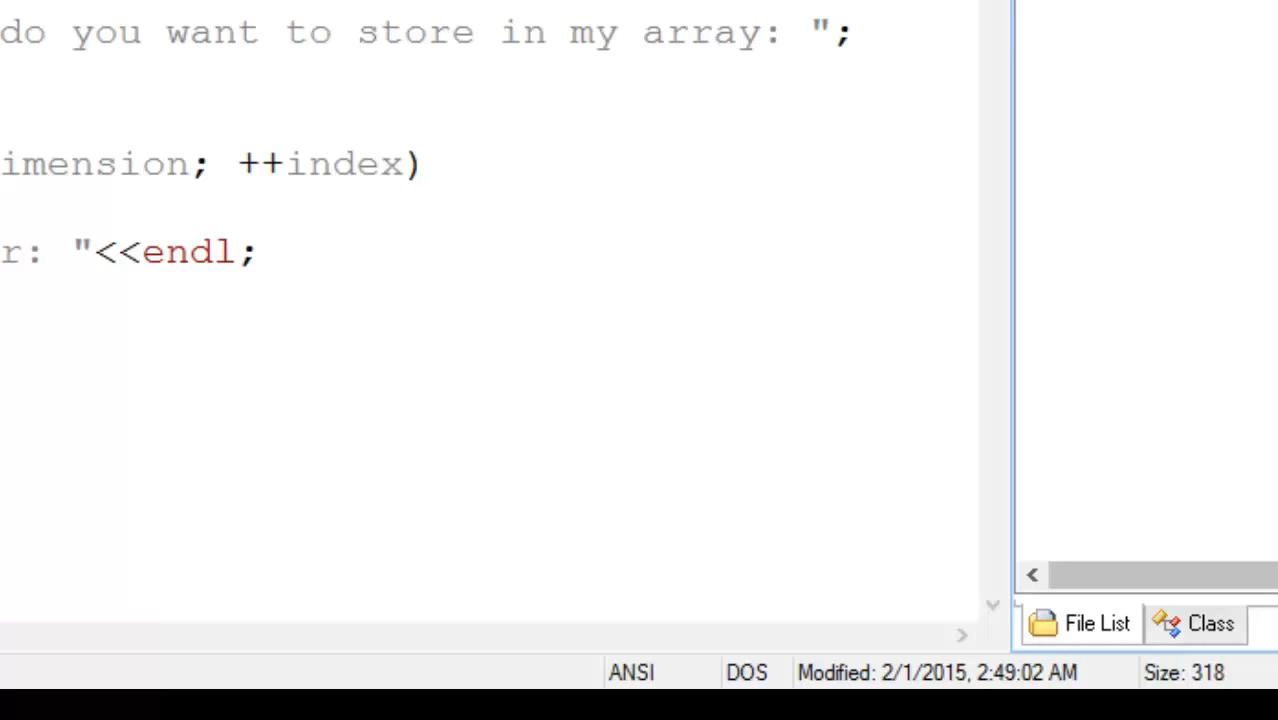 do you want to store in my array: ";
imension; ++index)
r: "<<endl;
File List Class
ANSI DOS Modified: 2/1/2015, 2:49:02 AM Size: 318